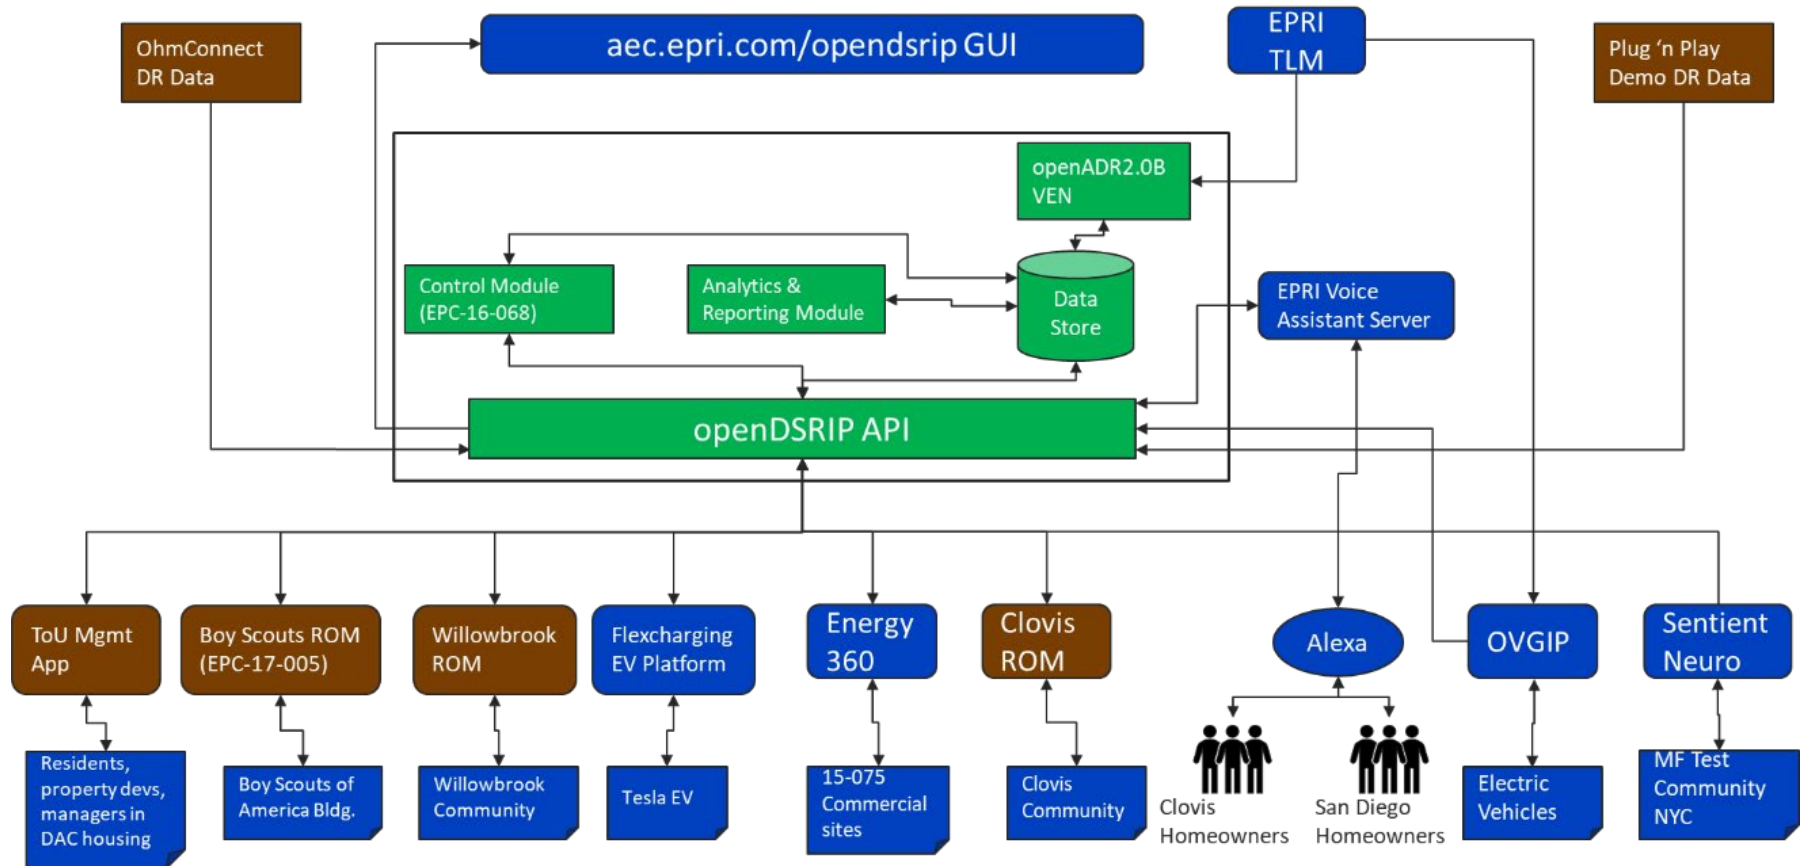 OhmConnect
DR Data
aec.epri.com/opendsrip GUI
EPRI
TLM
Plug ‘n Play
Demo DR Data
openADR2.0B
VEN
Control Module
(EPC-16-068)
Analytics &
Reporting Module
Data
Store
EPRI Voice
Assistant Server
openDSRIP API
ToU Mgmt
App
Boy Scouts ROM
(EPC-17-005)
Willowbrook
ROM
Flexcharging
EV Platform
Energy
360
Clovis
ROM
Alexa
OVGIP
Sentient
Neuro
Residents,
property devs,
managers in
DAC housing
Boy Scouts of
America Bldg.
Willowbrook
Community
Tesla EV
15-075
Commercial
sites
Clovis
Community
Clovis
Homeowners
San Diego
Homeowners
Electric
Vehicles
MF Test
Community
NYC